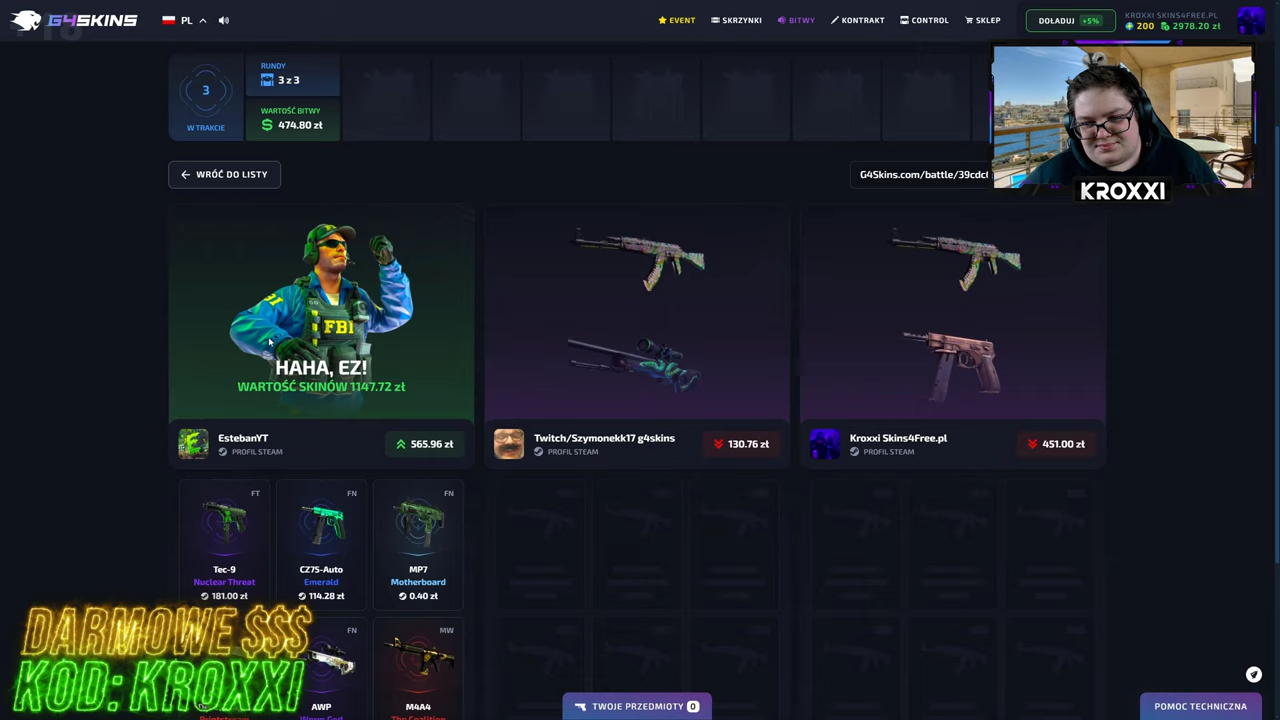 G4SKINS
PL
EVENT
SKRZYNKI
BITWY
KONTRAKT
CONTROL
SKLEP
DOŁADUJ +5%
KROXXI SKINS4FREE.PL
200 2978.20 zł
3
W TRAKCIE
RUNDY
3 z 3
WARTOŚĆ BITWY
474.80 zł
WRÓĆ DO LISTY
KROXXI
FBI
HAHA, EZ!
WARTOŚĆ SKINÓW 1147.72 zł
EstebanYT
PROFIL STEAM
565.96 zł
Twitch/Szymonekk17 g4skins
PROFIL STEAM
130.76 zł
Kroxxi Skins4Free.pl
PROFIL STEAM
451.00 zł
FT
Tec-9
Nuclear Threat
181.00 zł
FN
CZ75-Auto
Emerald
114.28 zł
FN
MP7
Motherboard
0.40 zł
FN
AWP
MW
M4A4
DARMOWE $$$
KOD: KROXXI
TWOJE PRZEDMIOTY 0
POMOC TECHNICZNA